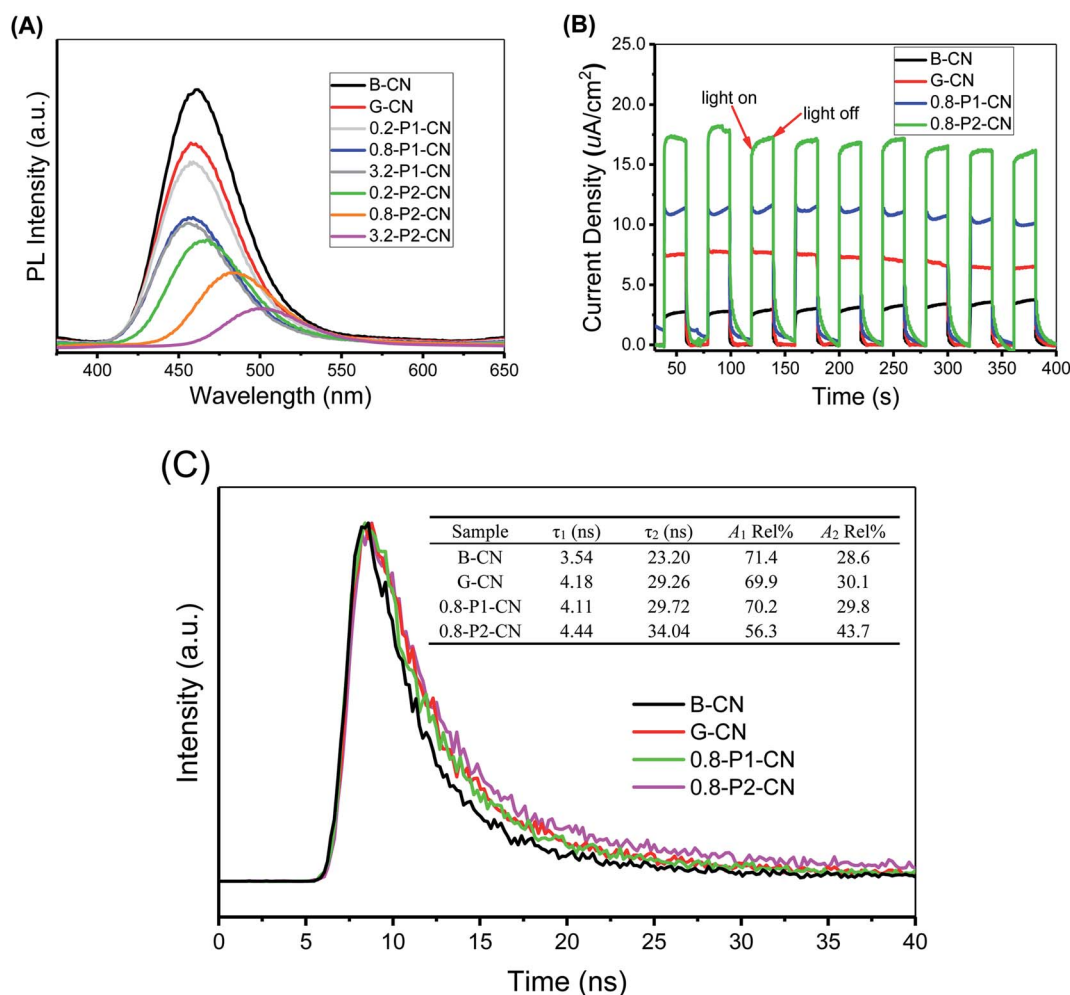 (A)
PL Intensity (a.u.)
B-CN
G-CN
0.2-P1-CN
0.8-P1-CN
3.2-P1-CN
0.2-P2-CN
0.8-P2-CN
3.2-P2-CN
400 450 500 550 600 650
Wavelength (nm)
(B)
Current Density (uA/cm²)
25.0
20.0
17.5
15.0
10.0
5.0
2.5
0.0
B-CN
G-CN
0.8-P1-CN
0.8-P2-CN
light on
light off
50 100 150 200 250 300 350 400
Time (s)
(C)
Intensity (a.u.)
Sample τ₁ (ns) τ₂ (ns) A₁ Rel% A₂ Rel%
B-CN 3.54 23.20 71.4 28.6
G-CN 4.18 29.26 69.9 30.1
0.8-P1-CN 4.11 29.72 70.2 29.8
0.8-P2-CN 4.44 34.04 56.3 43.7
B-CN
G-CN
0.8-P1-CN
0.8-P2-CN
0 5 10 15 20 25 30 35 40
Time (ns)